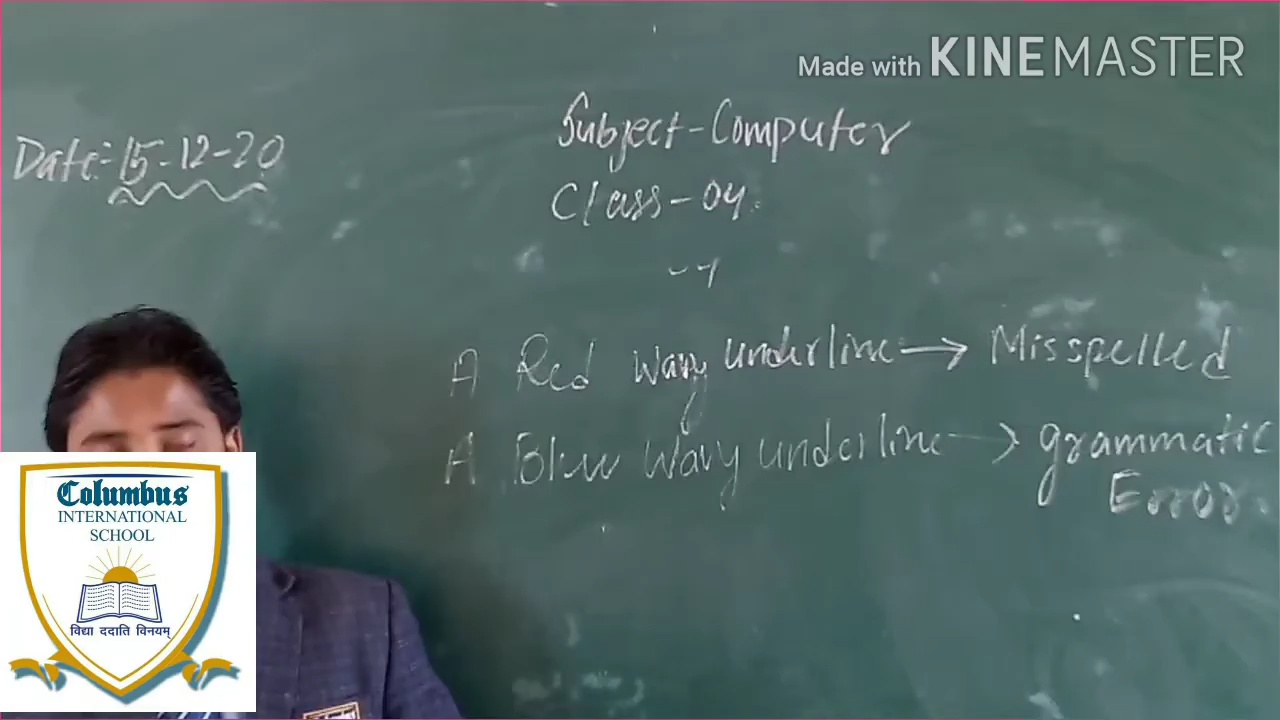 Made with KINEMASTER
Date: 15-12-20
Subject-Computer
Class-04
A Red wavy underline → Misspelled
A Blue wavy underline → grammatic
Error
Columbus
INTERNATIONAL
SCHOOL
विद्या ददाति विनयम्